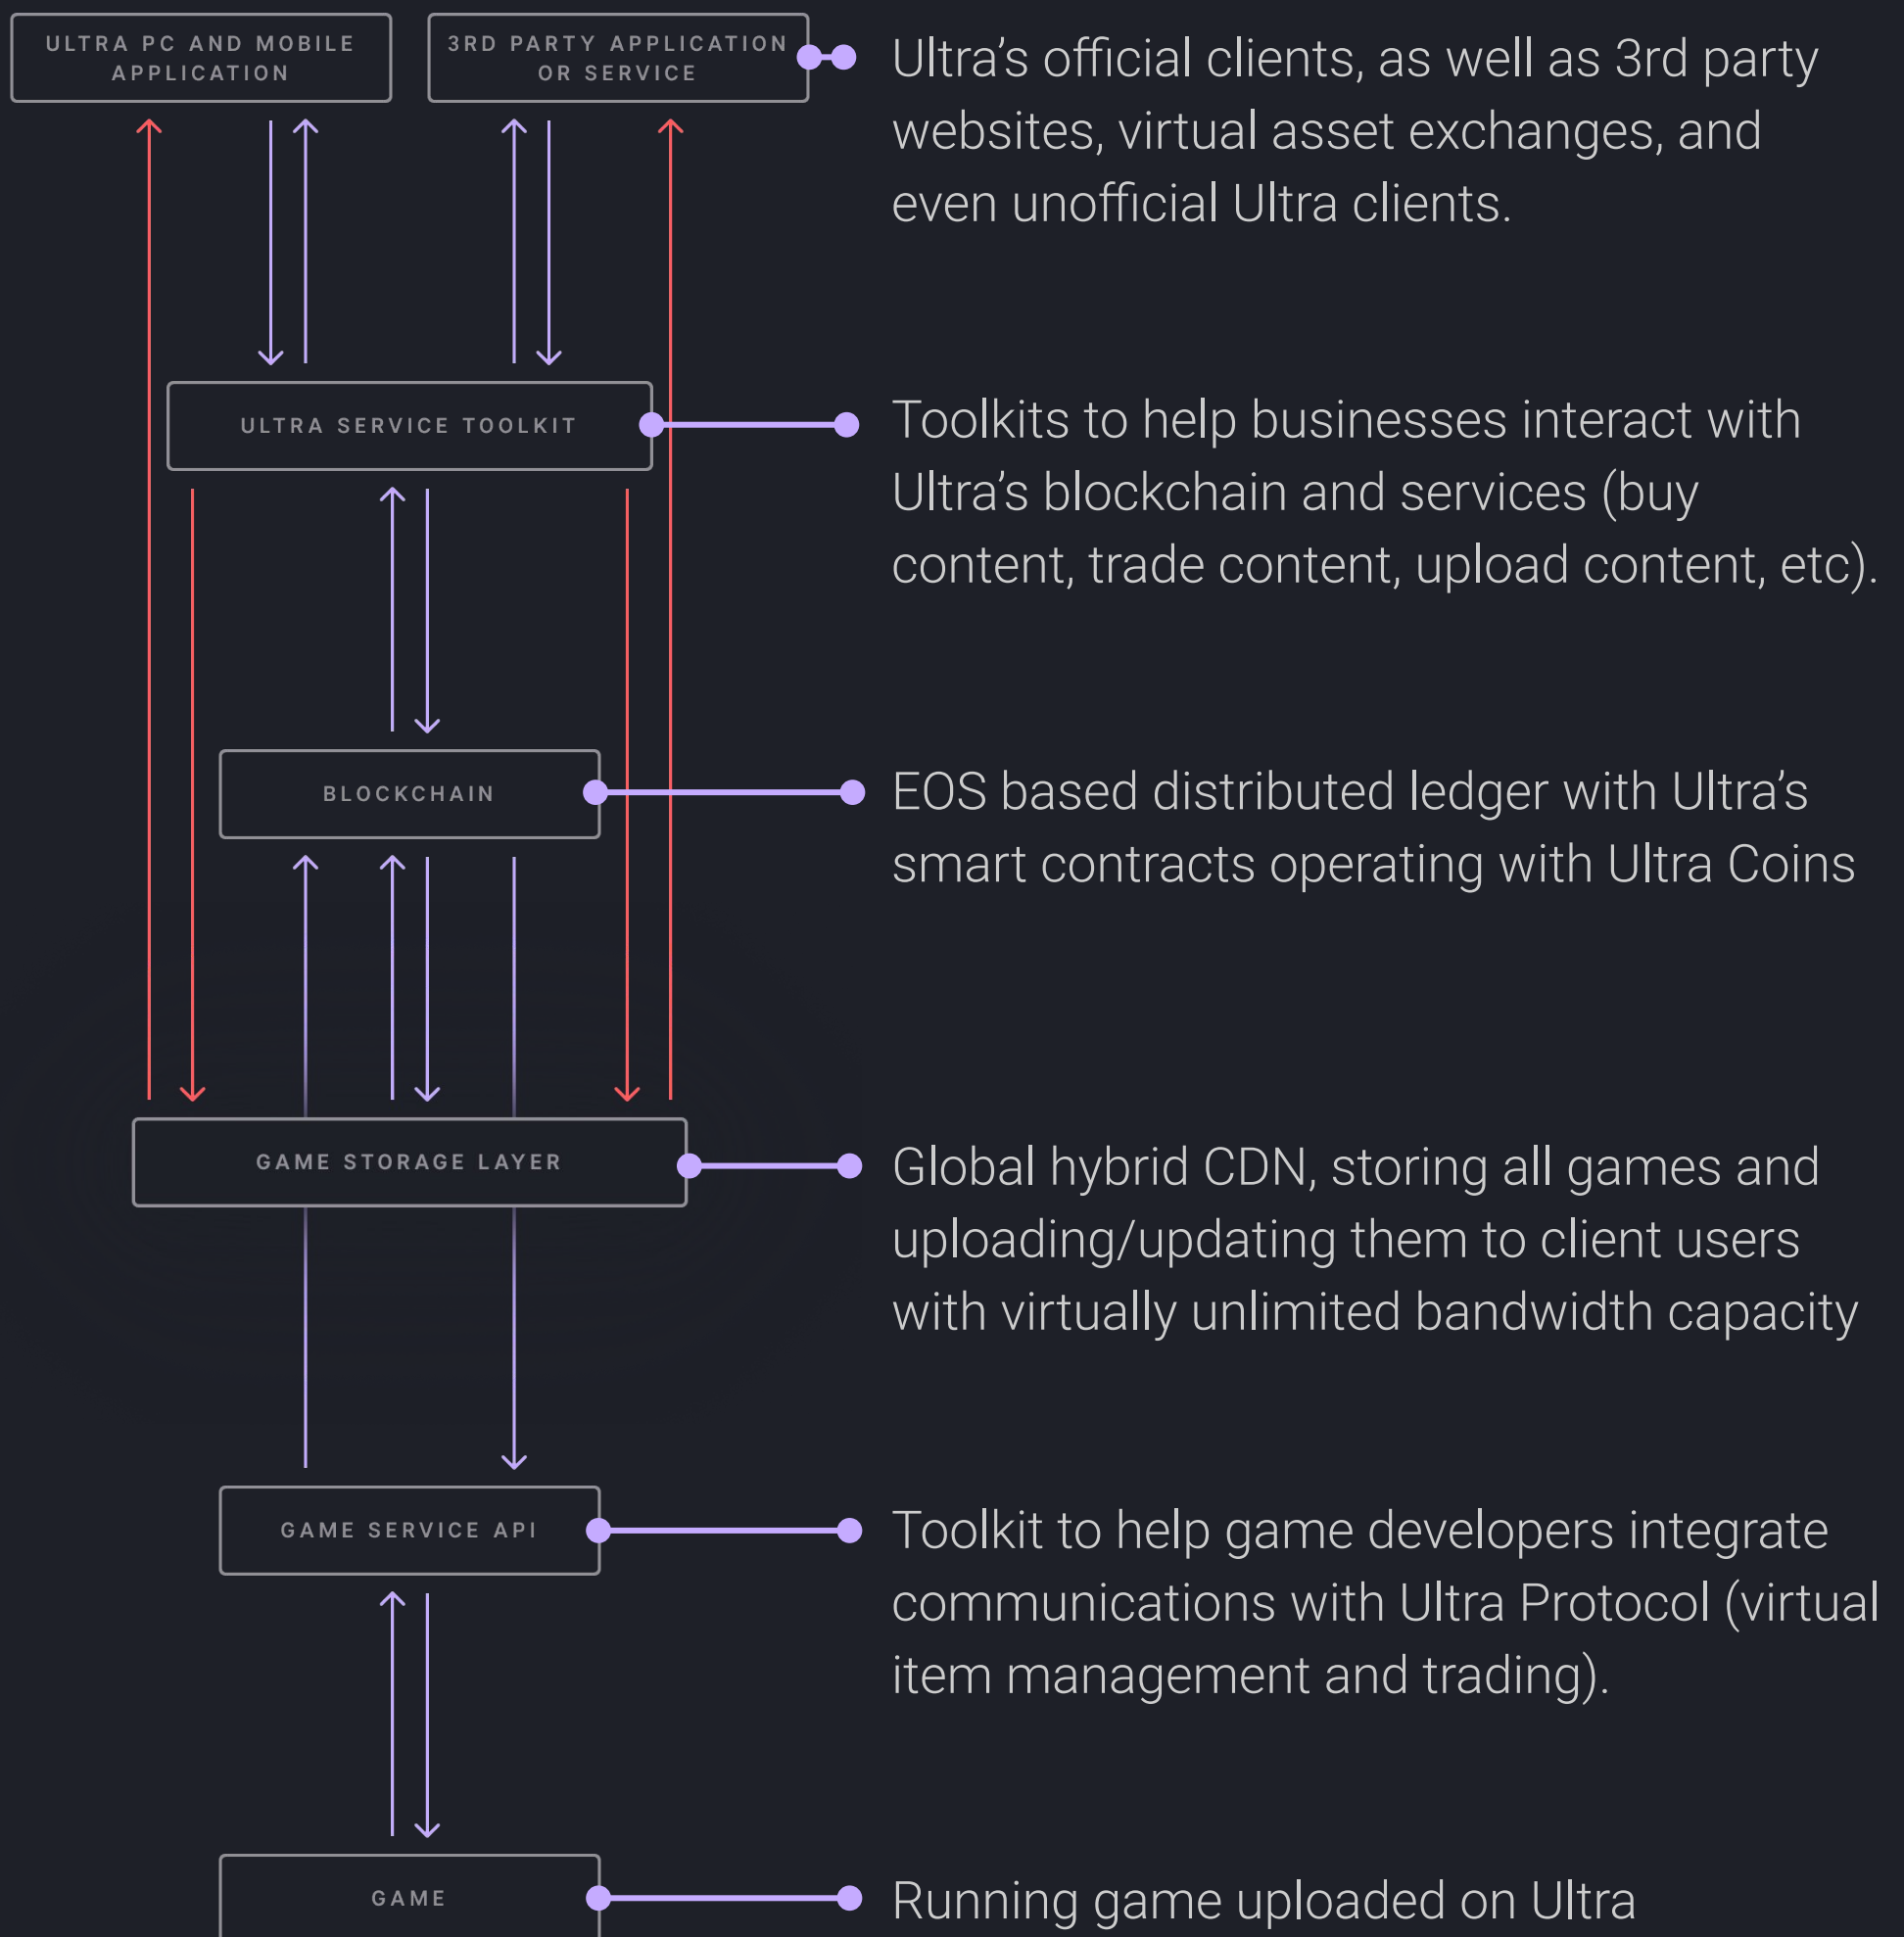 ULTRA PC AND MOBILE
APPLICATION
3RD PARTY APPLICATION
OR SERVICE
Ultra’s official clients, as well as 3rd party
websites, virtual asset exchanges, and
even unofficial Ultra clients.
ULTRA SERVICE TOOLKIT
Toolkits to help businesses interact with
Ultra’s blockchain and services (buy
content, trade content, upload content, etc).
BLOCKCHAIN
EOS based distributed ledger with Ultra’s
smart contracts operating with Ultra Coins
GAME STORAGE LAYER
Global hybrid CDN, storing all games and
uploading/updating them to client users
with virtually unlimited bandwidth capacity
GAME SERVICE API
Toolkit to help game developers integrate
communications with Ultra Protocol (virtual
item management and trading).
GAME
Running game uploaded on Ultra